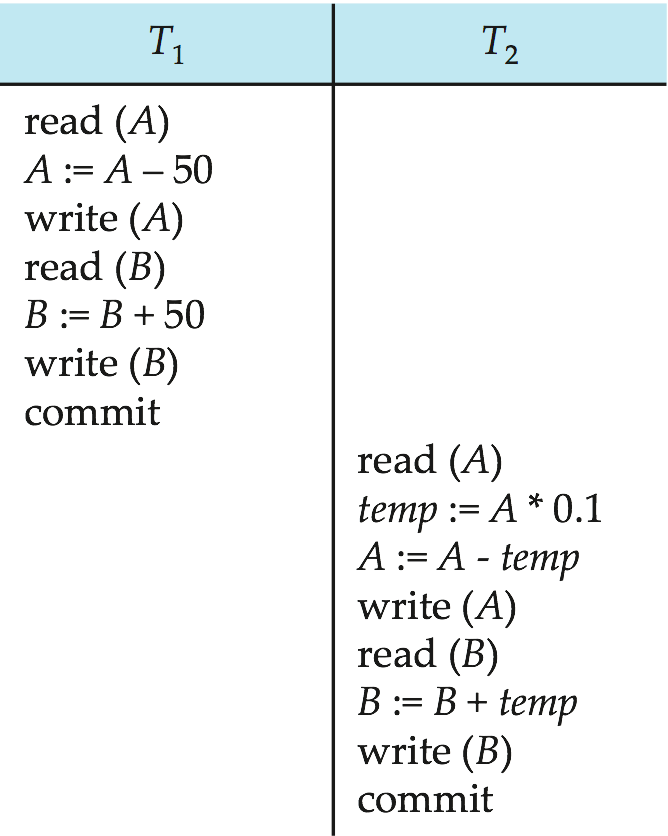 T1 T2
read (A)
A := A – 50
write (A)
read (B)
B := B + 50
write (B)
commit
read (A)
temp := A * 0.1
A := A - temp
write (A)
read (B)
B := B + temp
write (B)
commit